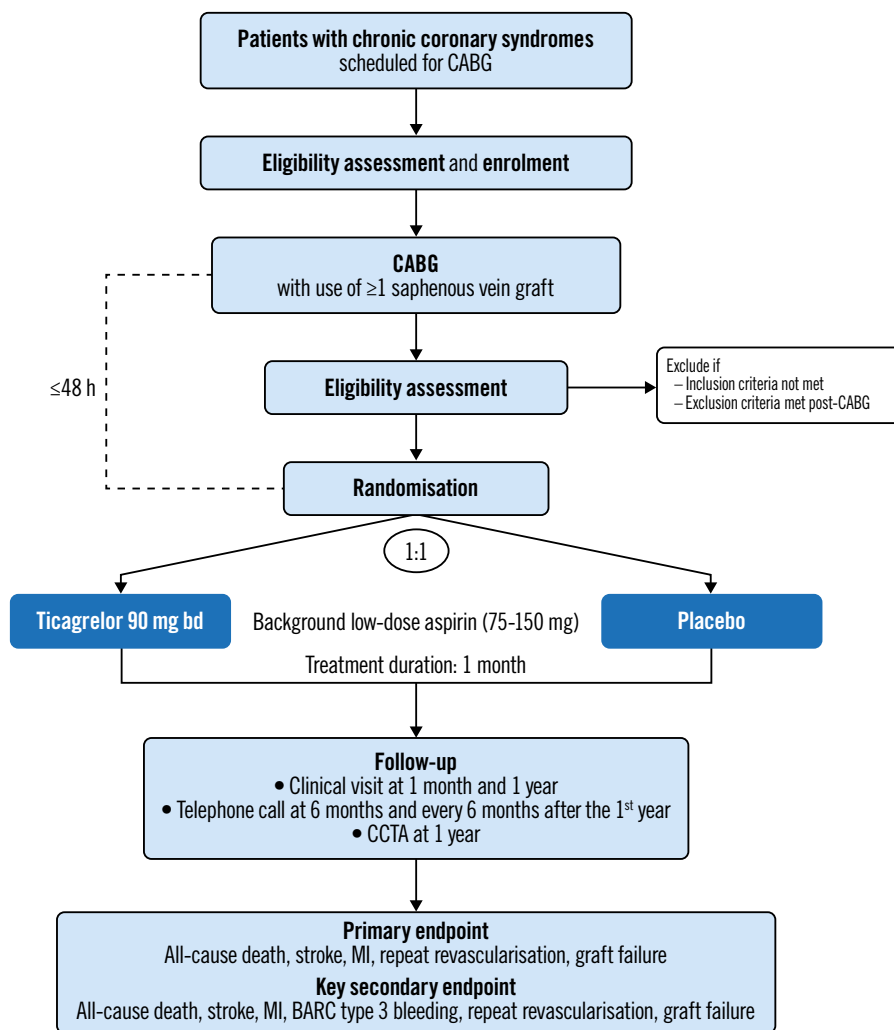 Patients with chronic coronary syndromes
scheduled for CABG
Eligibility assessment and enrolment
CABG
with use of ≥1 saphenous vein graft
≤48 h
Eligibility assessment
Exclude if
– Inclusion criteria not met
– Exclusion criteria met post-CABG
Randomisation
1:1
Ticagrelor 90 mg bd
Background low-dose aspirin (75-150 mg)
Placebo
Treatment duration: 1 month
Follow-up
• Clinical visit at 1 month and 1 year
• Telephone call at 6 months and every 6 months after the 1st year
• CCTA at 1 year
Primary endpoint
All-cause death, stroke, MI, repeat revascularisation, graft failure
Key secondary endpoint
All-cause death, stroke, MI, BARC type 3 bleeding, repeat revascularisation, graft failure